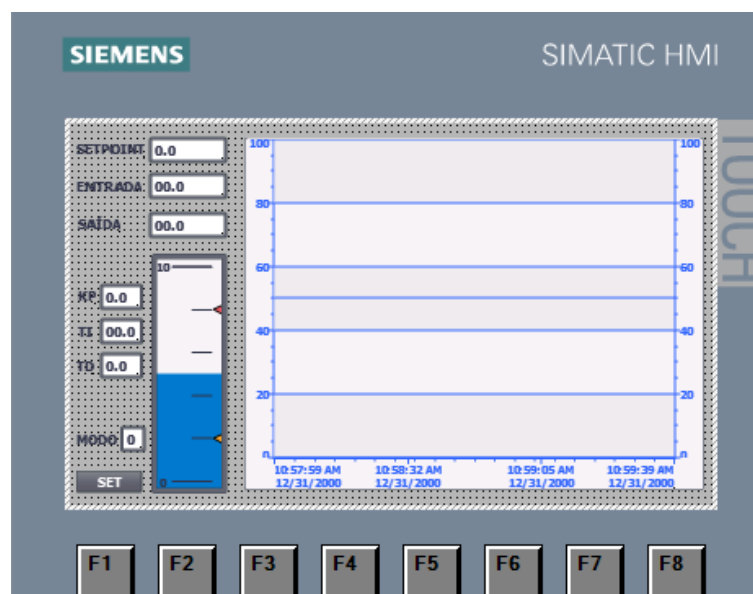 SIEMENS
SIMATIC HMI
TOUCH
SETPOINT 0.0
ENTRADA: 00.0
SAÍDA 00.0
10
KP: 0.0
TI 00.0
TD 0.0
MODO: 0
SET
0
100
80
60
40
20
0
100
80
60
40
20
0
10:57:59 AM 10:58:32 AM 10:59:05 AM 10:59:39 AM
12/31/2000 12/31/2000 12/31/2000 12/31/2000
F1 F2 F3 F4 F5 F6 F7 F8